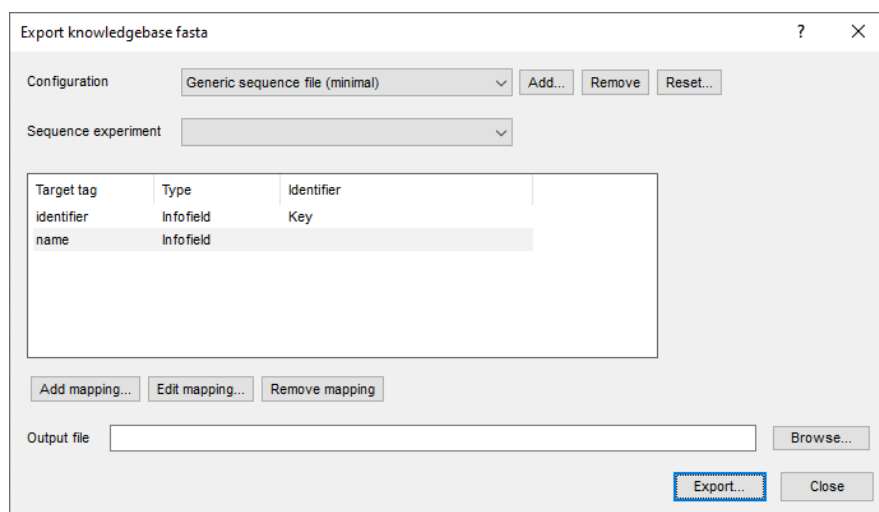 Export knowledgebase fasta ?
Configuration Generic sequence file (minimal) Add... Remove Reset...
Sequence experiment
Target tag Type Identifier
identifier Infofield Key
name Infofield
Add mapping... Edit mapping... Remove mapping
Output file Browse...
Export... Close